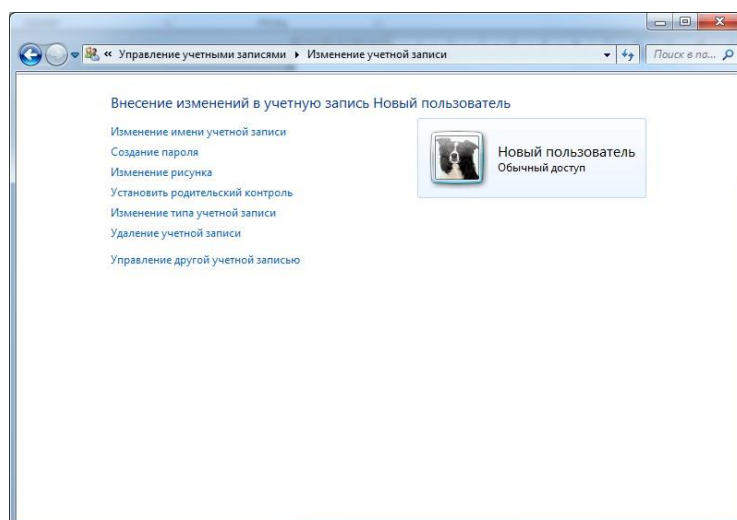 « Управление учетными записями ▸ Изменение учетной записи
Поиск в па...
Внесение изменений в учетную запись Новый пользователь
Изменение имени учетной записи
Создание пароля
Изменение рисунка
Установить родительский контроль
Изменение типа учетной записи
Удаление учетной записи
Управление другой учетной записью
Новый пользователь
Обычный доступ